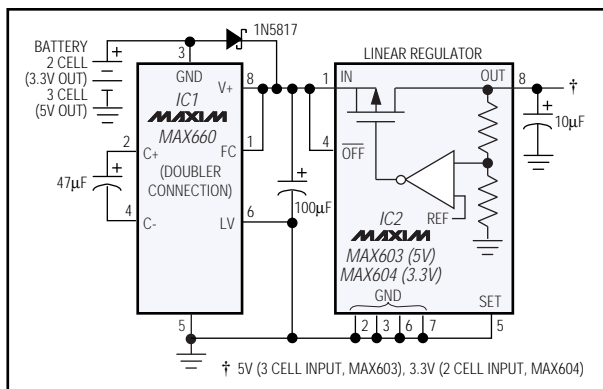 1N5817
BATTERY
2 CELL
(3.3V OUT)
3 CELL
(5V OUT)
+
3
GND
IC1
MAXIM
MAX660
(DOUBLER
CONNECTION)
V+
8
FC
1
LV
6
2
C+
47µF
+
4
C-
5
+
100µF
LINEAR REGULATOR
1
IN
OUT
8
†
4
OFF
REF
+
10µF
IC2
MAXIM
MAX603 (5V)
MAX604 (3.3V)
GND
2 3 6 7
SET
5
† 5V (3 CELL INPUT, MAX603), 3.3V (2 CELL INPUT, MAX604)